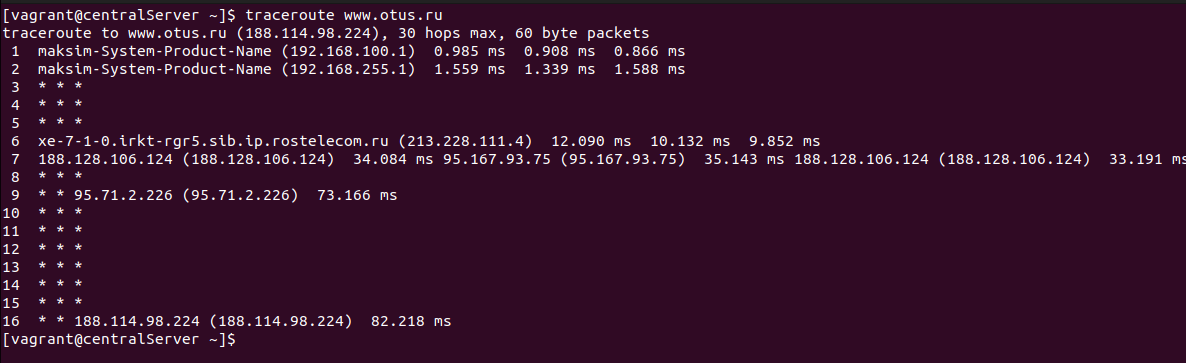 [vagrant@centralServer ~]$ traceroute www.otus.ru
traceroute to www.otus.ru (188.114.98.224), 30 hops max, 60 byte packets
 1  maksim-System-Product-Name (192.168.100.1)  0.985 ms  0.908 ms  0.866 ms
 2  maksim-System-Product-Name (192.168.255.1)  1.559 ms  1.339 ms  1.588 ms
 3  * * *
 4  * * *
 5  * * *
 6  xe-7-1-0.irkt-rgr5.sib.ip.rostelecom.ru (213.228.111.4)  12.090 ms  10.132 ms  9.852 ms
 7  188.128.106.124 (188.128.106.124)  34.084 ms 95.167.93.75 (95.167.93.75)  35.143 ms 188.128.106.124 (188.128.106.124)  33.191 ms
 8  * * *
 9  * * 95.71.2.226 (95.71.2.226)  73.166 ms
10  * * *
11  * * *
12  * * *
13  * * *
14  * * *
15  * * *
16  * * 188.114.98.224 (188.114.98.224)  82.218 ms
[vagrant@centralServer ~]$